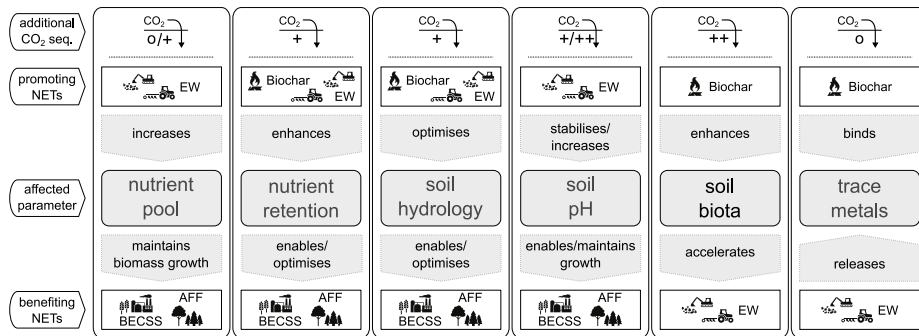 additional
CO₂ seq.
CO₂
o/+
CO₂
+
CO₂
+
CO₂
+/++
CO₂
++
CO₂
o
promoting
NETs
EW
Biochar
EW
Biochar
EW
EW
Biochar
Biochar
increases
enhances
optimises
stabilises/
increases
enhances
binds
affected
parameter
nutrient
pool
nutrient
retention
soil
hydrology
soil
pH
soil
biota
trace
metals
maintains
biomass growth
enables/
optimises
enables/
optimises
enables/maintains
growth
accelerates
releases
benefiting
NETs
AFF
BECSS
AFF
BECSS
AFF
BECSS
AFF
BECSS
EW
EW